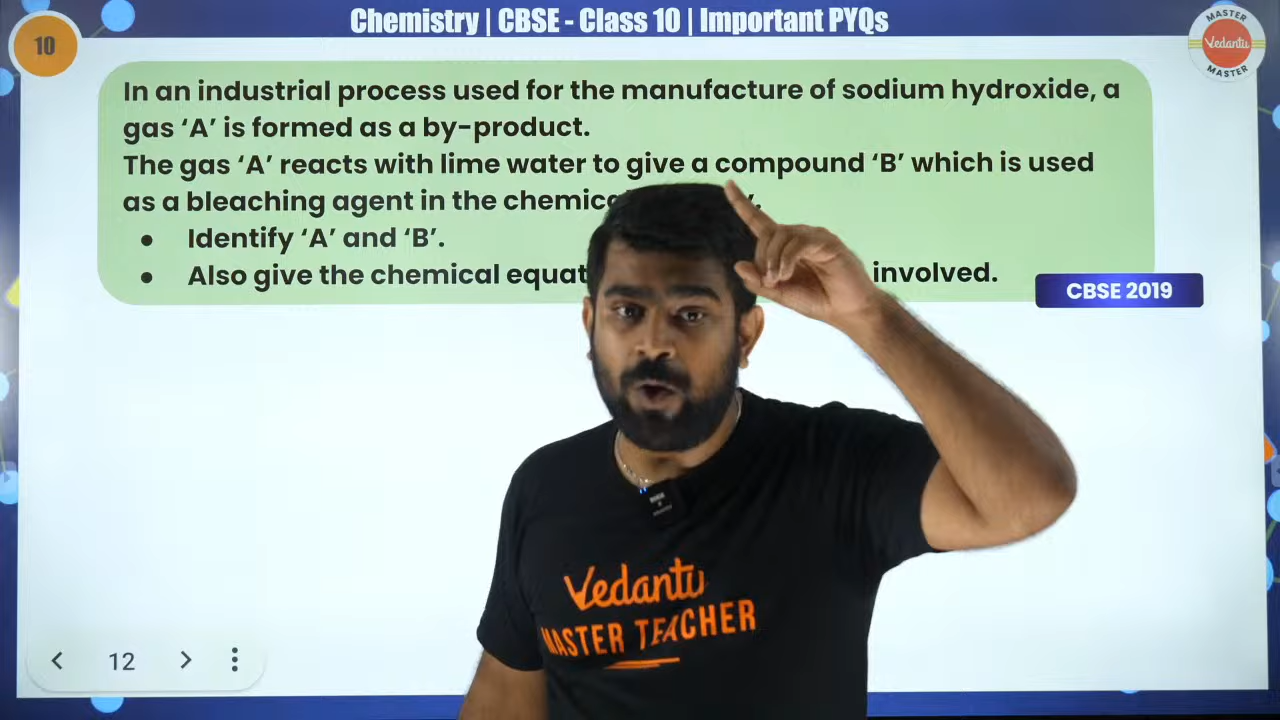 Chemistry | CBSE - Class 10 | Important PYQs
10
MASTER
Vedantu
MASTER
In an industrial process used for the manufacture of sodium hydroxide, a
gas ‘A’ is formed as a by-product.
The gas ‘A’ reacts with lime water to give a compound ‘B’ which is used
as a bleaching agent in the
● Identify ‘A’ and ‘B’.
● Also give the chemical involved.
CBSE 2019
Vedantu
MASTER TEACHER
12